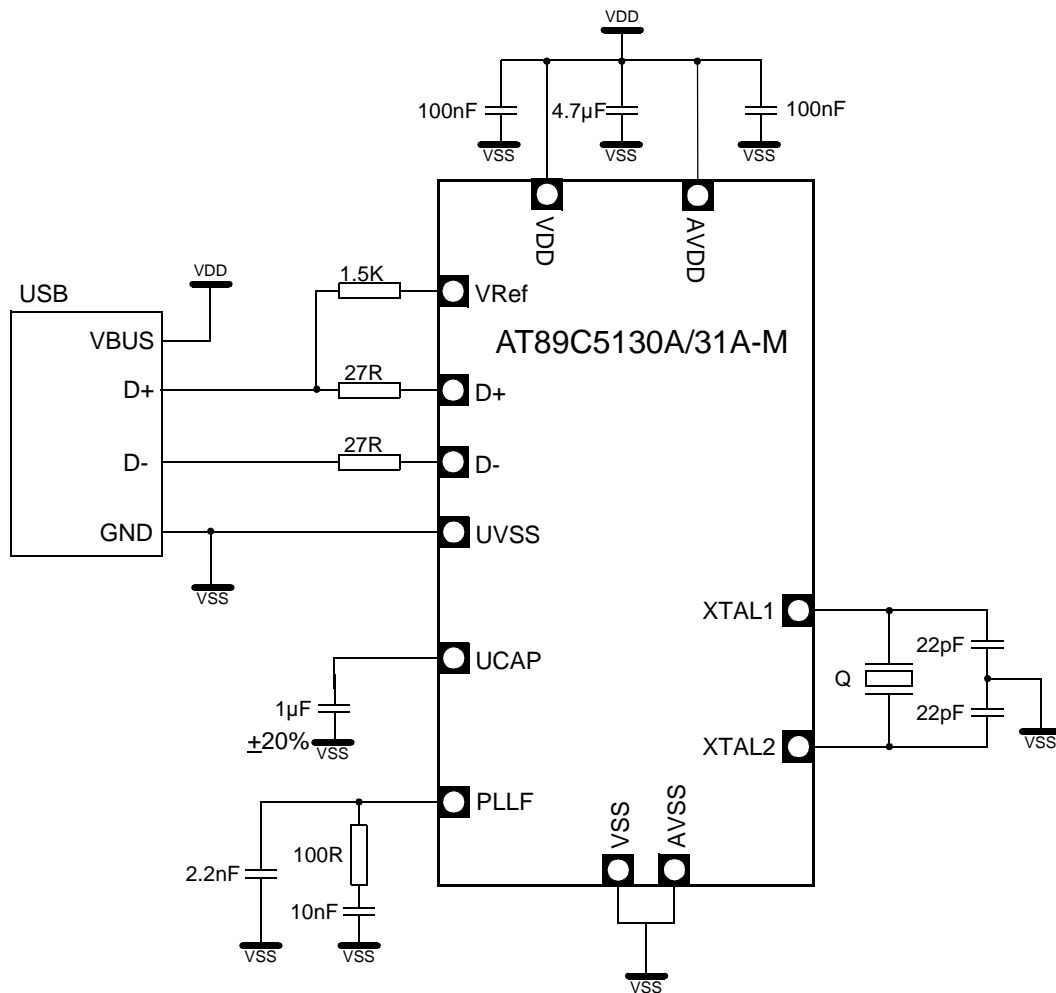 VDD
100nF
4.7µF
100nF
VSS
VSS
VSS
VDD
AVDD
USB
VDD
1.5K
VRef
VBUS
AT89C5130A/31A-M
D+
27R
D+
D-
27R
D-
GND
UVSS
VSS
XTAL1
22pF
UCAP
Q
1µF
22pF
±20%
VSS
XTAL2
VSS
PLLF
VSS
AVSS
100R
2.2nF
10nF
VSS
VSS
VSS